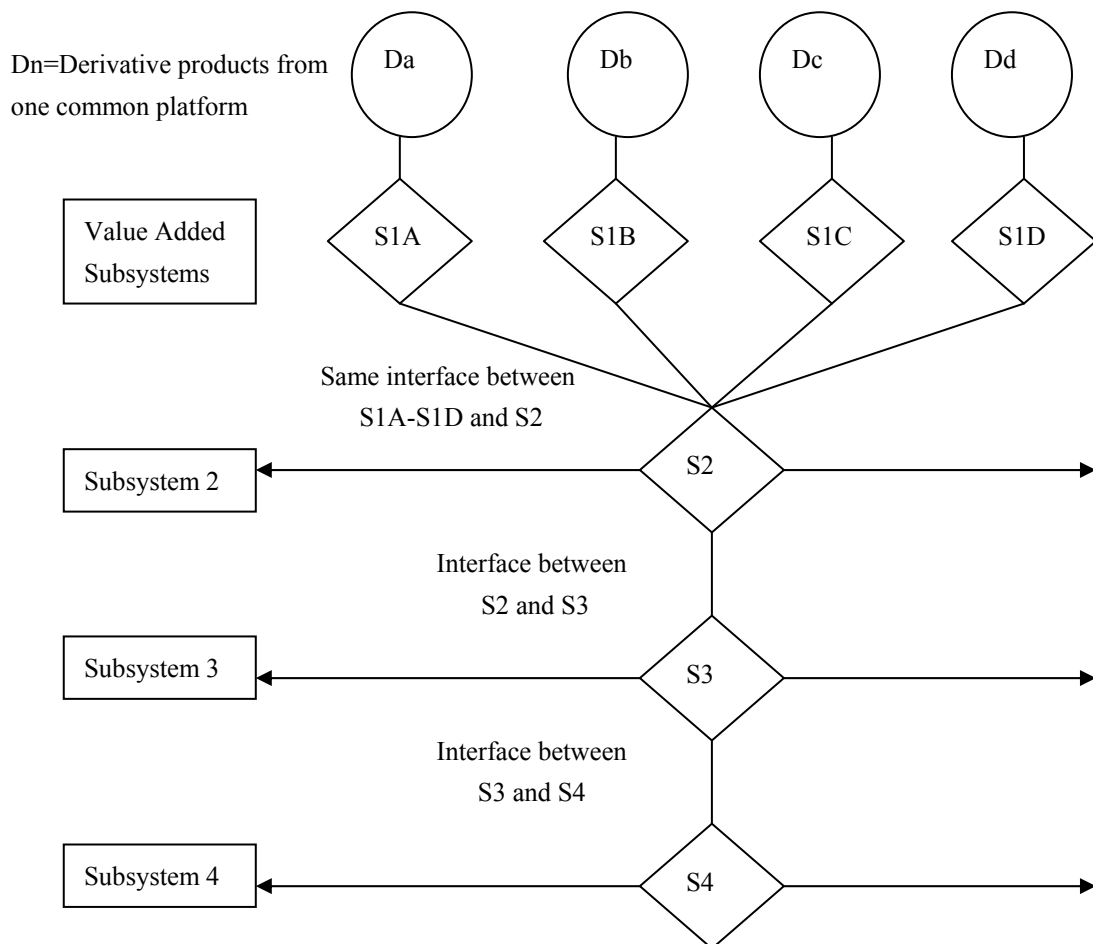 Dn=Derivative products from
one common platform
Da
Db
Dc
Dd
Value Added
Subsystems
S1A
S1B
S1C
S1D
Same interface between
S1A-S1D and S2
Subsystem 2
S2
Interface between
S2 and S3
Subsystem 3
S3
Interface between
S3 and S4
Subsystem 4
S4